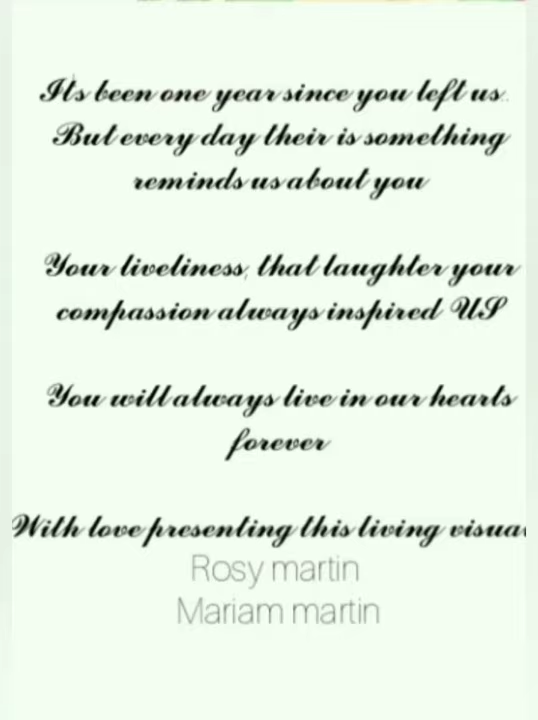 Its been one year since you left us.
But every day their is something
reminds us about you
Your liveliness, that laughter your
compassion always inspired US
You will always live in our hearts
forever
With love presenting this living
Rosy martin
Mariam martin